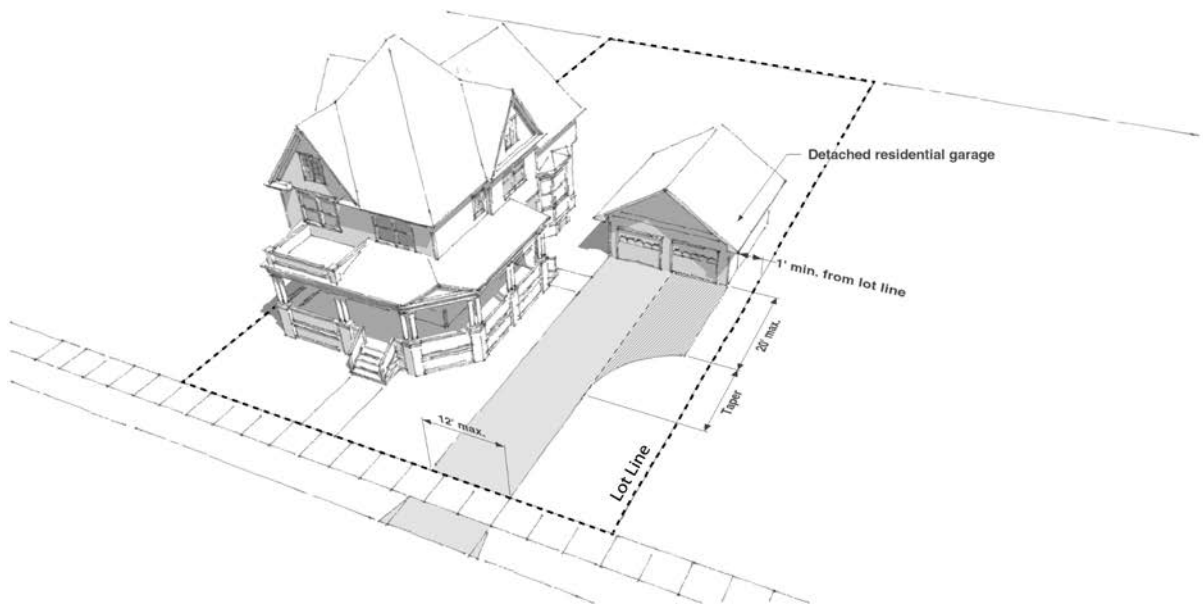 Detached residential garage
1' min. from lot line
20' max.
Taper
12' max.
Lot Line